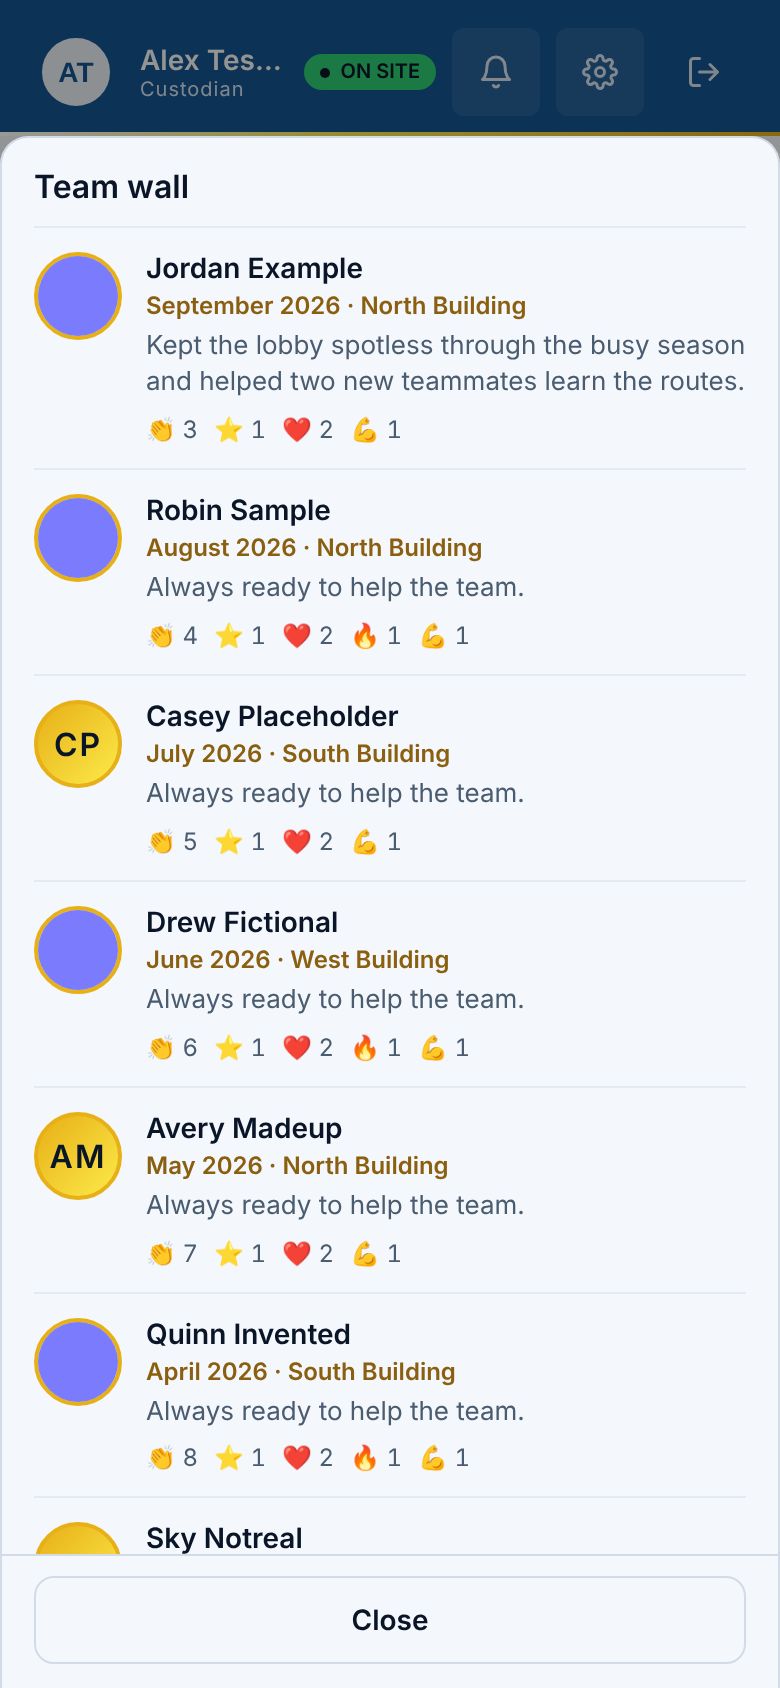 AT
Alex Tes...
Custodian
ON SITE
Team wall
Jordan Example
September 2026 · North Building
Kept the lobby spotless through the busy season
and helped two new teammates learn the routes.
👏 3 ⭐ 1 ❤️ 2 💪 1
Robin Sample
August 2026 · North Building
Always ready to help the team.
👏 4 ⭐ 1 ❤️ 2 🔥 1 💪 1
CP
Casey Placeholder
July 2026 · South Building
Always ready to help the team.
👏 5 ⭐ 1 ❤️ 2 💪 1
Drew Fictional
June 2026 · West Building
Always ready to help the team.
👏 6 ⭐ 1 ❤️ 2 🔥 1 💪 1
AM
Avery Madeup
May 2026 · North Building
Always ready to help the team.
👏 7 ⭐ 1 ❤️ 2 💪 1
Quinn Invented
April 2026 · South Building
Always ready to help the team.
👏 8 ⭐ 1 ❤️ 2 🔥 1 💪 1
Sky Notreal
Close